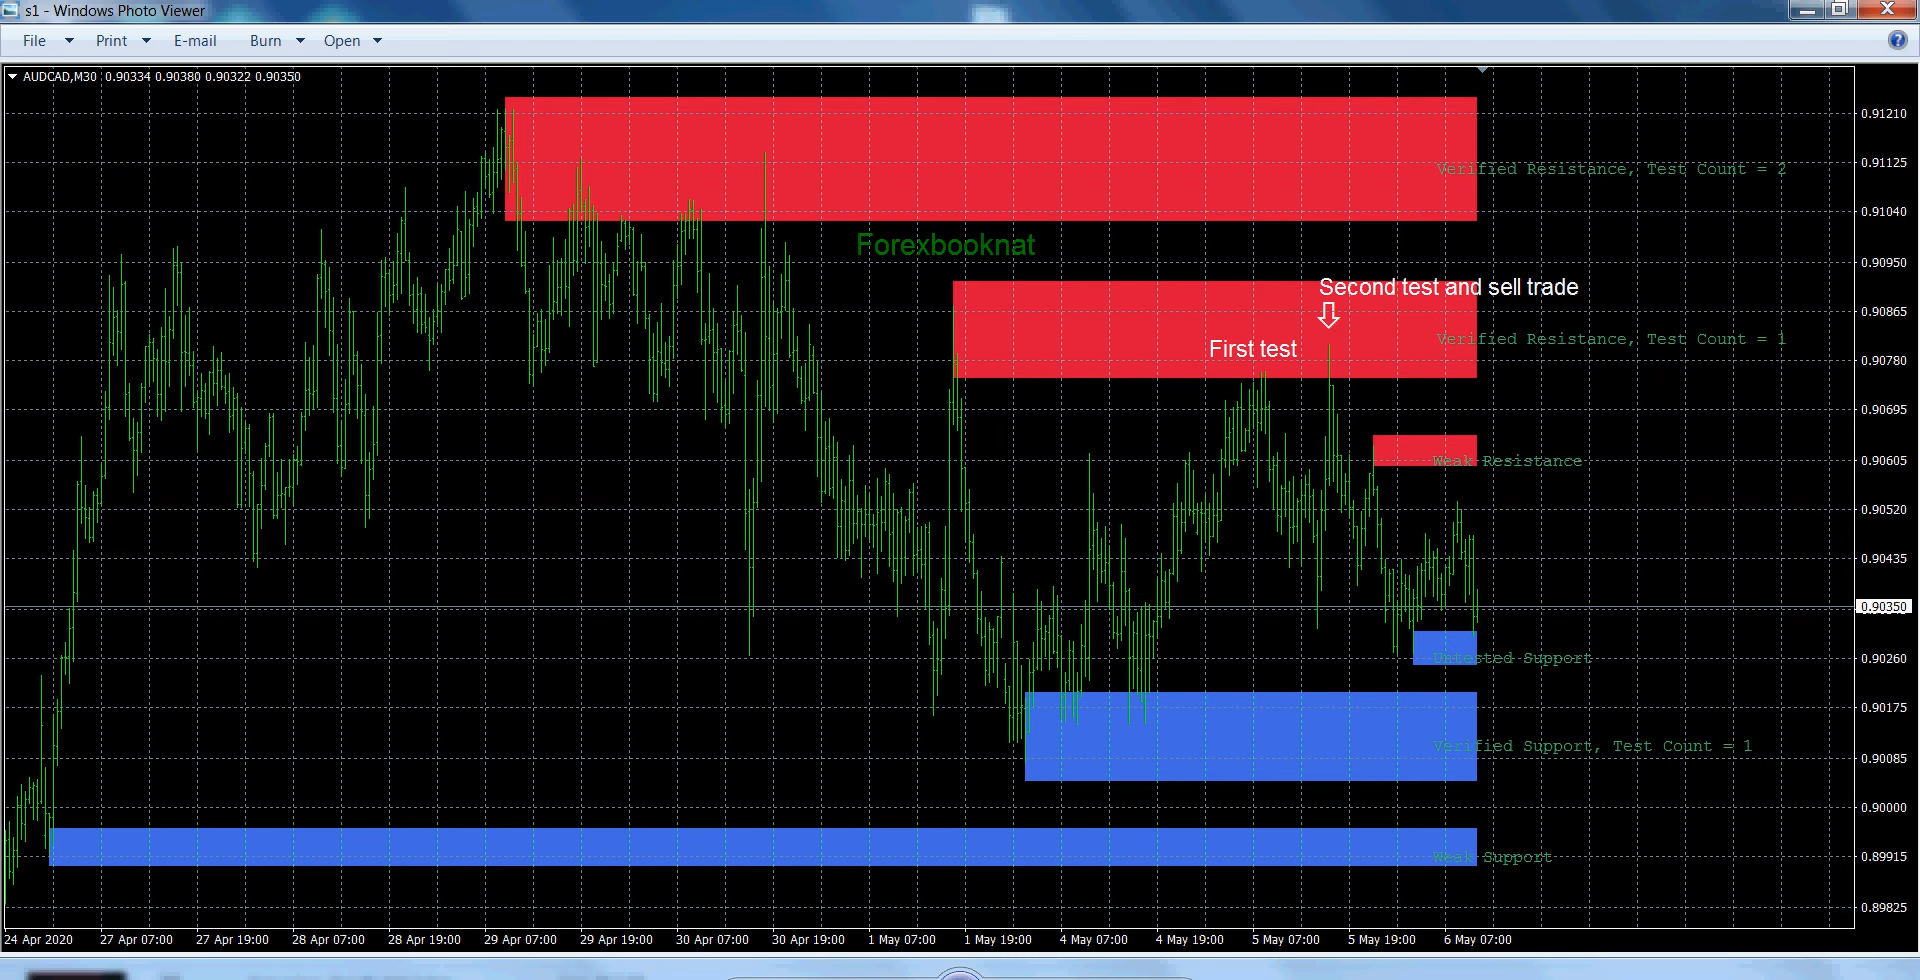 s1 - Windows Photo Viewer
File Print E-mail Burn Open
AUDCAD,M30 0.90334 0.90380 0.90322 0.90350
0.91210
Verified Resistance, Test Count = 2
0.91125
0.91040
Forexbooknat
0.90950
Second test and sell trade
0.90865
Verified Resistance, Test Count = 1
First test
0.90780
0.90695
Weak Resistance
0.90605
0.90520
0.90435
0.90350
Untested Support
0.90260
0.90175
Verified Support, Test Count = 1
0.90085
0.90000
Weak Support
0.89915
0.89825
24 Apr 2020 27 Apr 07:00 27 Apr 19:00 28 Apr 07:00 28 Apr 19:00 29 Apr 07:00 29 Apr 19:00 30 Apr 07:00 30 Apr 19:00 1 May 07:00 1 May 19:00 4 May 07:00 4 May 19:00 5 May 07:00 5 May 19:00 6 May 07:00